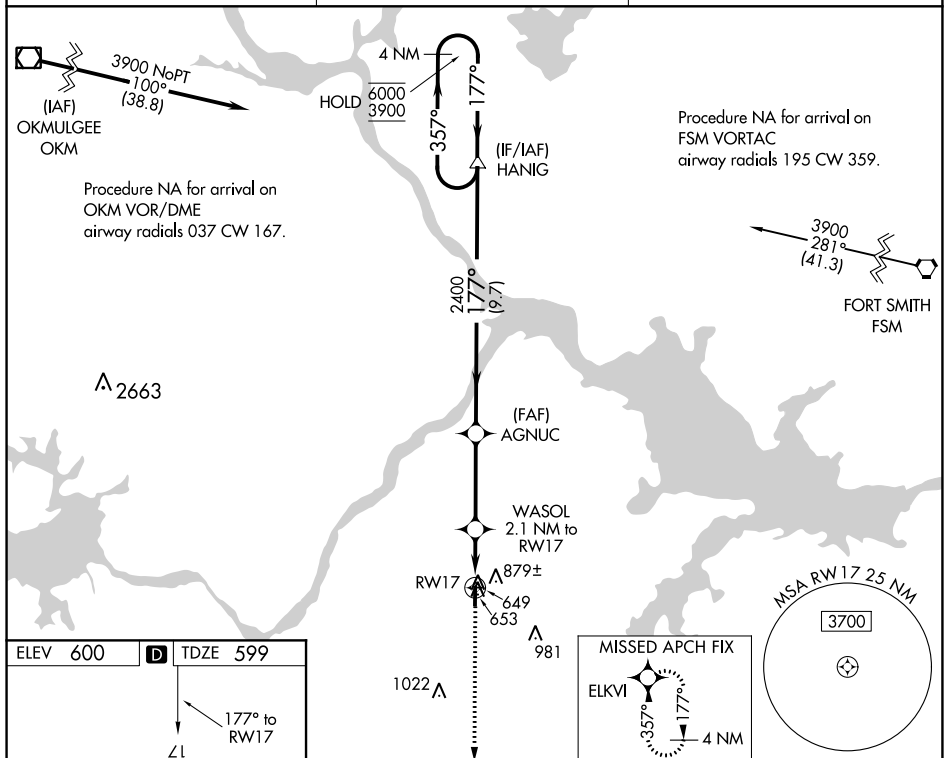 3900 NoPT
100°
(38.8)
(IAF)
OKMULGEE
OKM
4 NM
HOLD
6000
3900
357°
177°
(IF/IAF)
HANIG
Procedure NA for arrival on
FSM VORTAC
airway radials 195 CW 359.
Procedure NA for arrival on
OKM VOR/DME
airway radials 037 CW 167.
3900
281°
(41.3)
FORT SMITH
FSM
2400
177°
(9.7)
2663
(FAF)
AGNUC
WASOL
2.1 NM to
RW17
RW17
879±
649
653
981
1022
MSA RW17 25 NM
3700
MISSED APCH FIX
ELKVI
357°
177°
4 NM
ELEV 600
D
TDZE 599
177° to
RW17
17